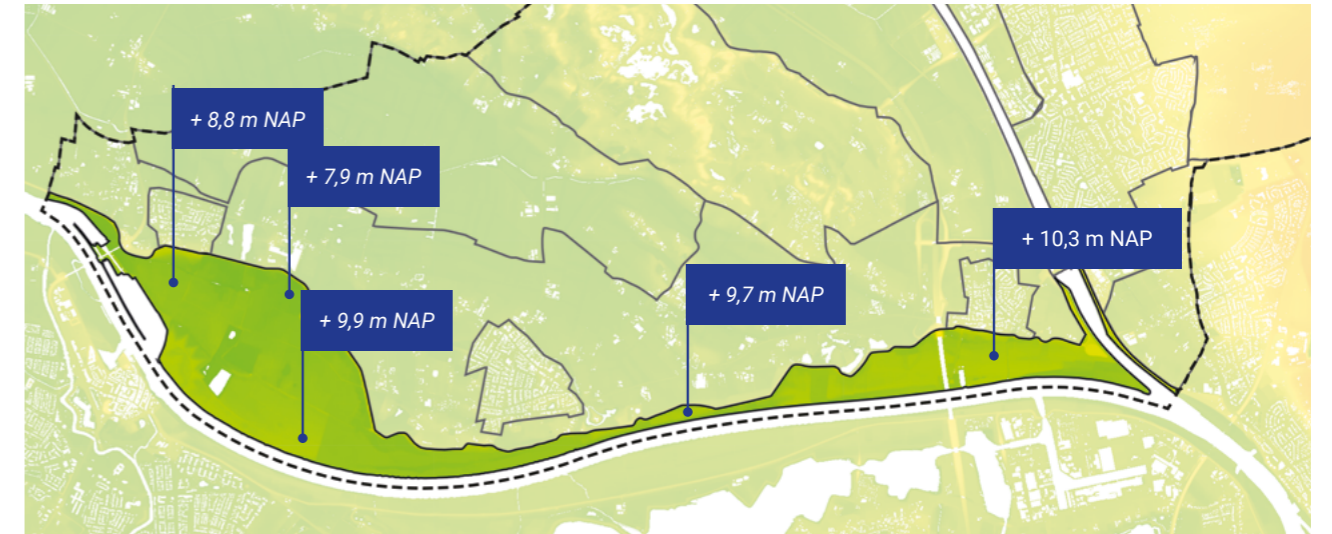 + 8,8 m NAP
+ 7,9 m NAP
+ 10,3 m NAP
+ 9,7 m NAP
+ 9,9 m NAP